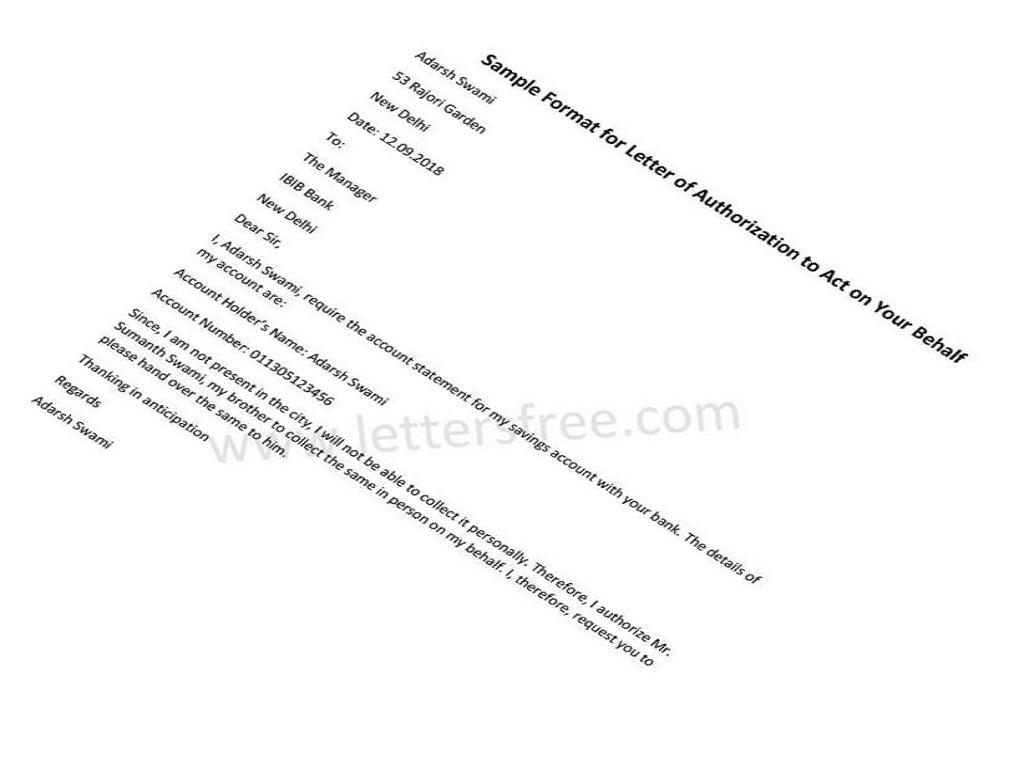 Sample Format for Letter of Authorization to Act on Your Behalf
Adarsh Swami
53 Rajori Garden
New Delhi
Date: 12.09.2018
To:
The Manager
IBIB Bank
New Delhi
Dear Sir,
I, Adarsh Swami, require the account statement for my savings account with your bank. The details of
my account are:
Account Holder's Name: Adarsh Swami
Account Number: 011305123456
Since, I am not present in the city, I will not be able to collect it personally. Therefore, I authorize Mr.
Sumanth Swami, my brother to collect the same in person on my behalf. I, therefore, request you to
please hand over the same to him.
Thanking in anticipation
Regards
Adarsh Swami
www.lettersfree.com